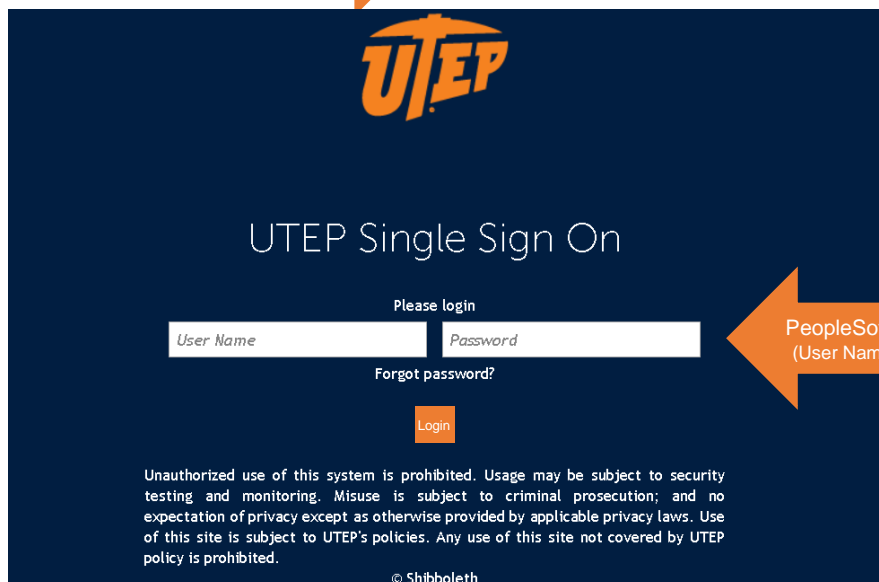 UTEP
UTEP Single Sign On
Please login
User Name
Password
Forgot password?
Login
Unauthorized use of this system is prohibited. Usage may be subject to security
testing and monitoring. Misuse is subject to criminal prosecution; and no
expectation of privacy except as otherwise provided by applicable privacy laws. Use
of this site is subject to UTEP's policies. Any use of this site not covered by UTEP
policy is prohibited.
© Shibboleth
PeopleSo
(User Nam